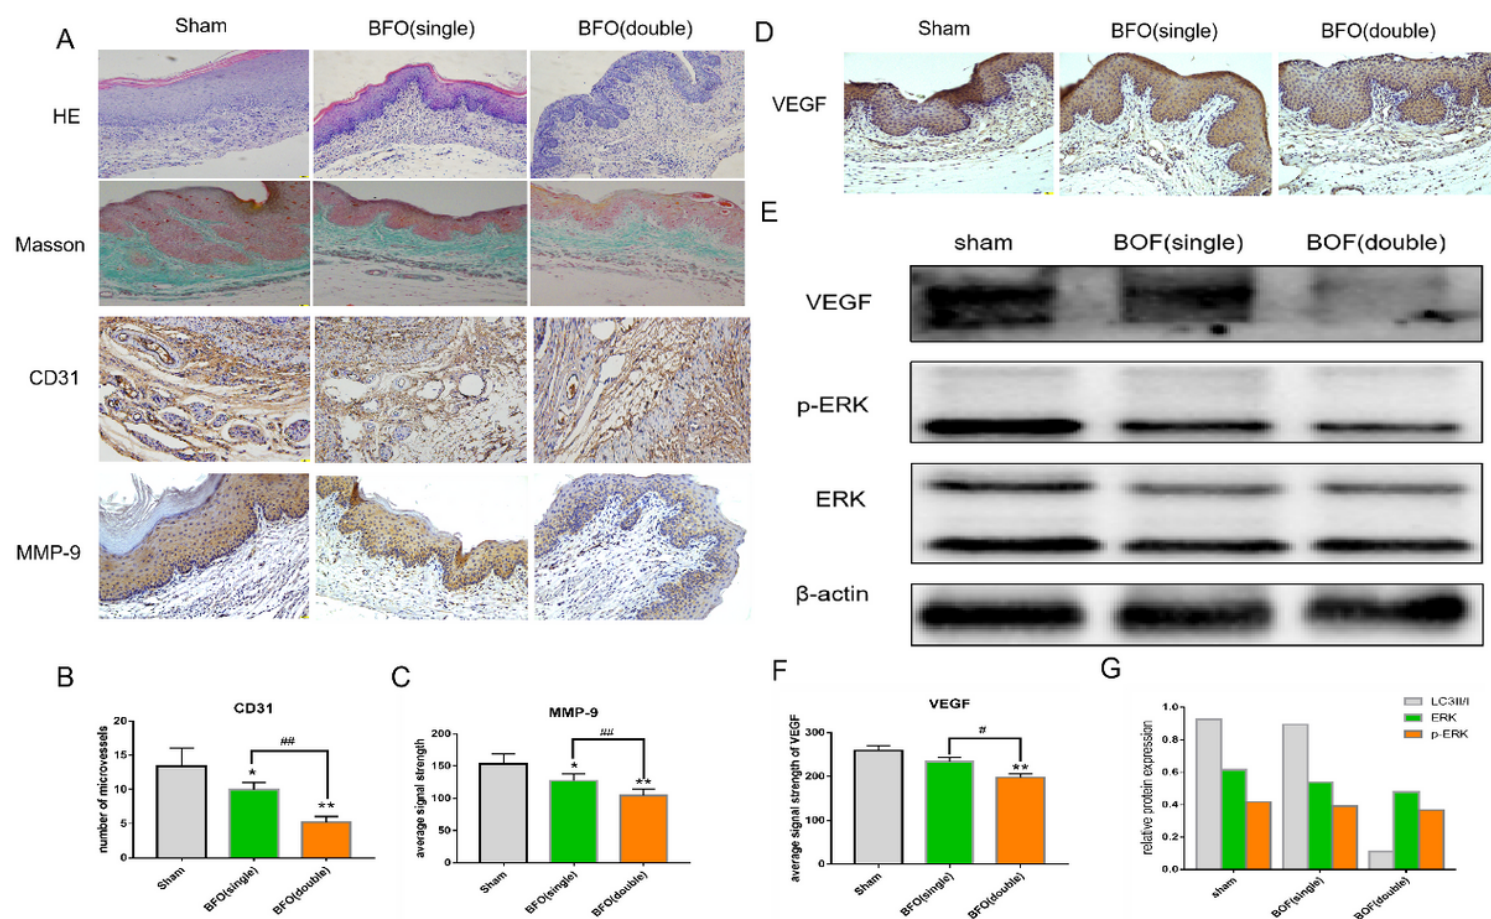 A
Sham
BFO(single)
BFO(double)
HE
Masson
CD31
MMP-9
D
Sham
BFO(single)
BFO(double)
VEGF
E
sham
BOF(single)
BOF(double)
VEGF
p-ERK
ERK
β-actin
B
CD31
number of microvessels
20
15
10
5
0
*
##
**
Sham
BFO(single)
BFO(double)
C
MMP-9
average signal strength
200
150
100
50
0
*
##
**
Sham
BFO(single)
BFO(double)
F
VEGF
average signal strength of VEGF
300
200
100
0
#
**
Sham
BFO(single)
BFO(double)
G
relative protein expression
1.0
0.8
0.6
0.4
0.2
0.0
LC3II/I
ERK
p-ERK
sham
BOF(single)
BOF(double)